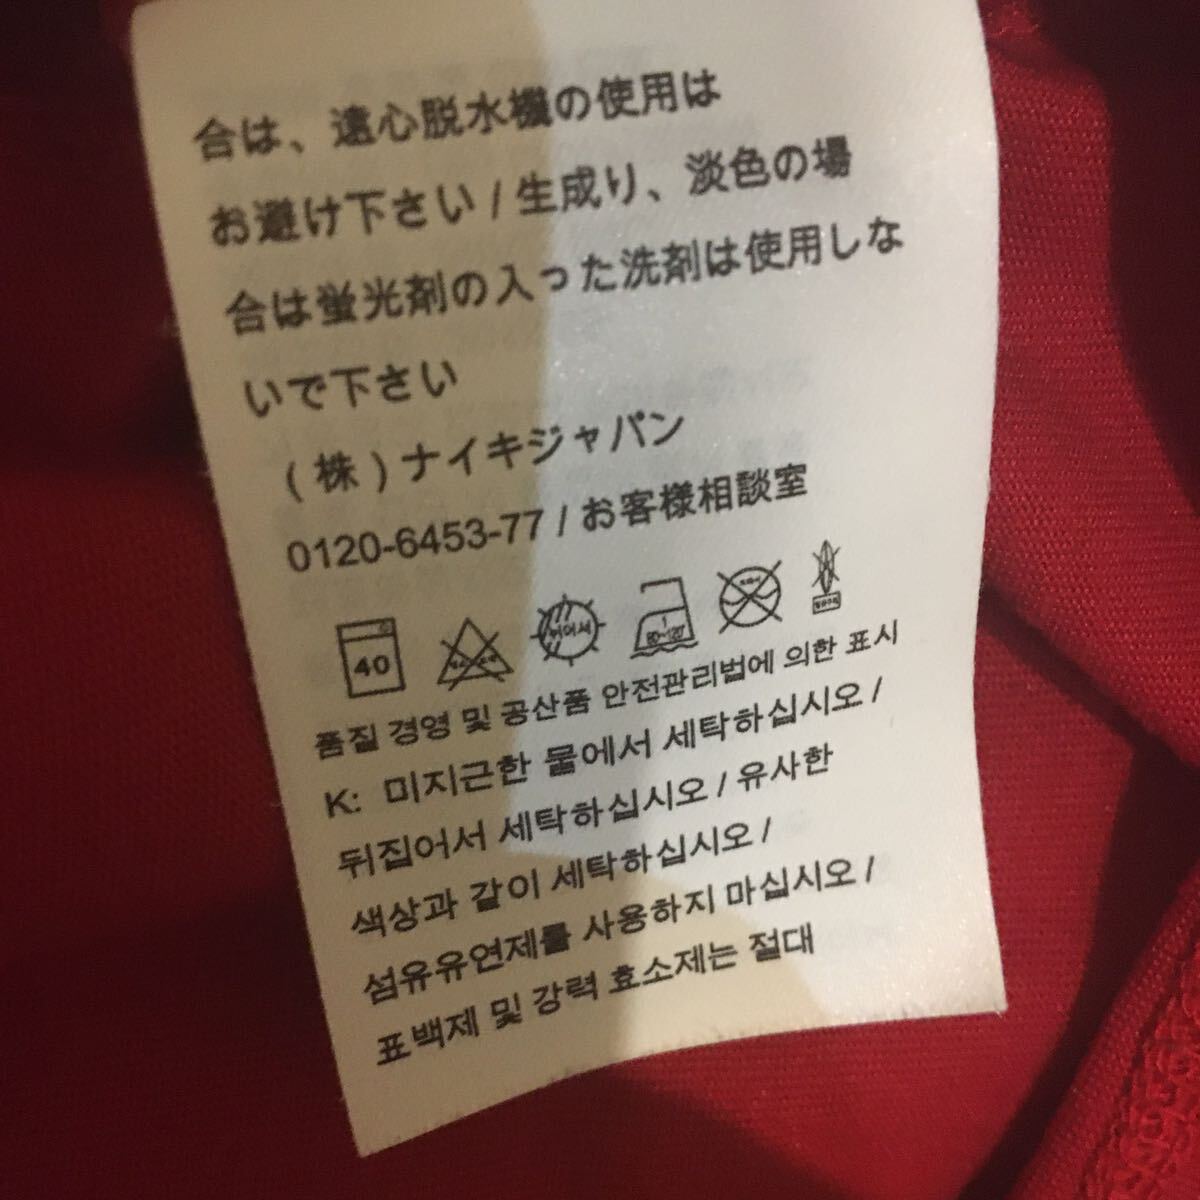 合は、遠心脱水機の使用は
お避け下さい / 生成り、淡色の場
合は蛍光剤の入った洗剤は使用しな
いで下さい
(株) ナイキジャパン
0120-6453-77 / お客様相談室
40 뉘어서 1 80~120
품질 경영 및 공산품 안전관리법에 의한 표시
K: 미지근한 물에서 세탁하십시오 /
뒤집어서 세탁하십시오 / 유사한
색상과 같이 세탁하십시오 /
섬유유연제를 사용하지 마십시오 /
표백제 및 강력 효소제는 절대